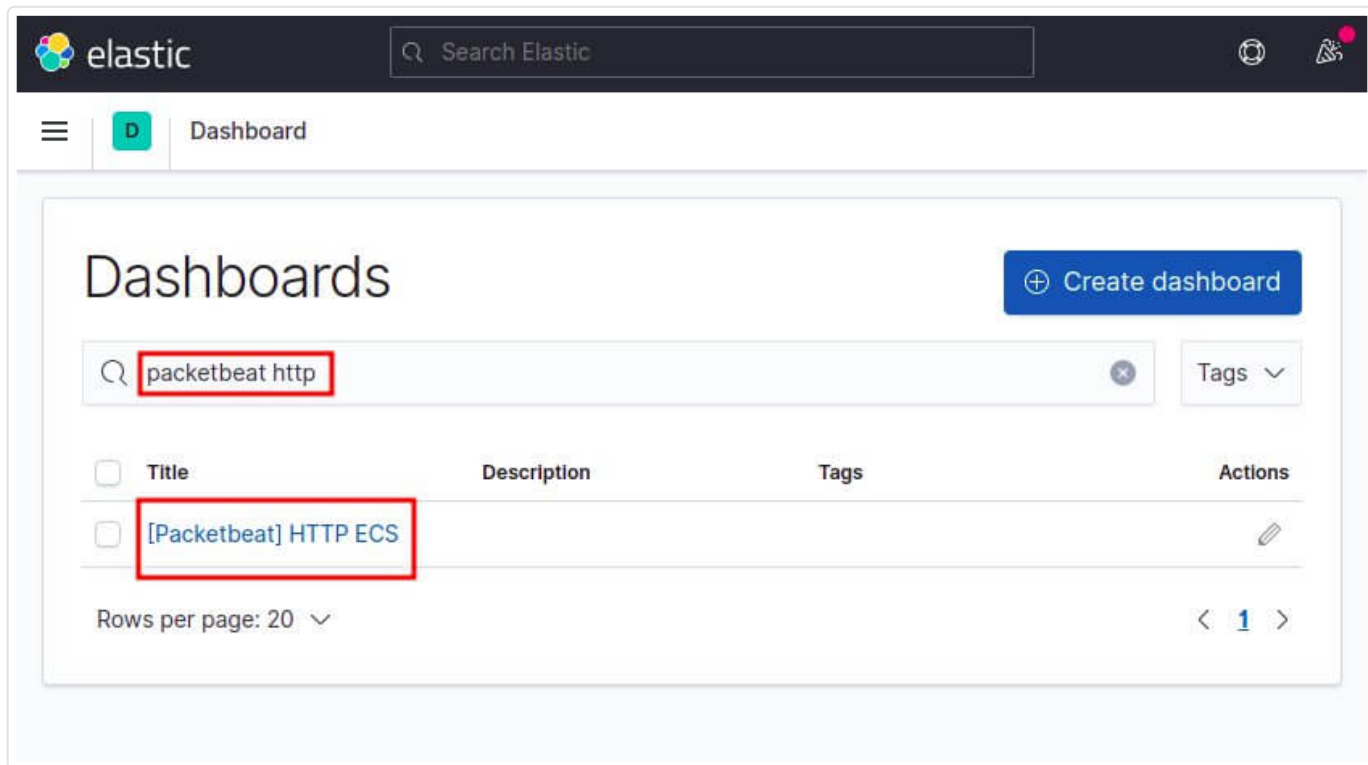 elastic
Search Elastic
D
Dashboard
Dashboards
Create dashboard
packetbeat http
Tags
Title Description Tags Actions
[Packetbeat] HTTP ECS
Rows per page: 20
1